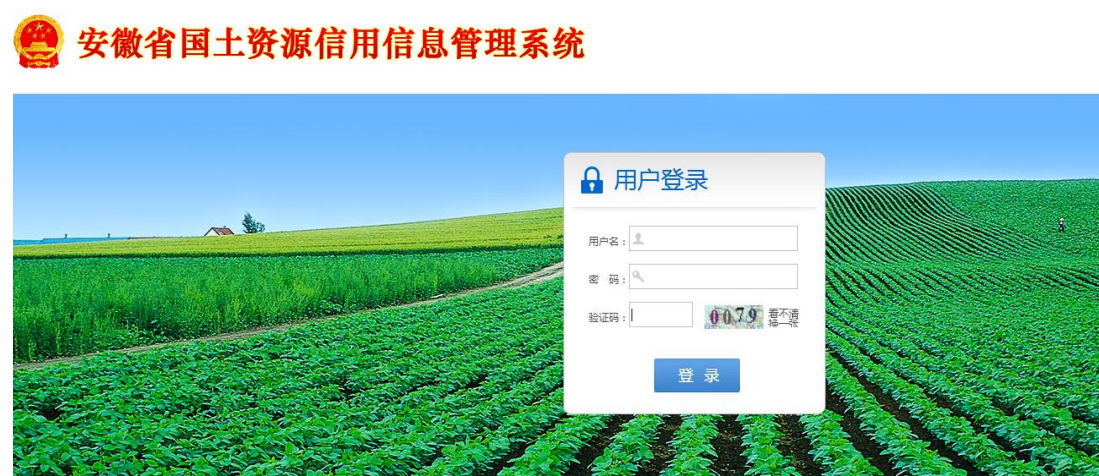 安徽省国土资源信用信息管理系统
用户登录
用户名：
密 码：
验证码：
0079
看不清
换一张
登 录